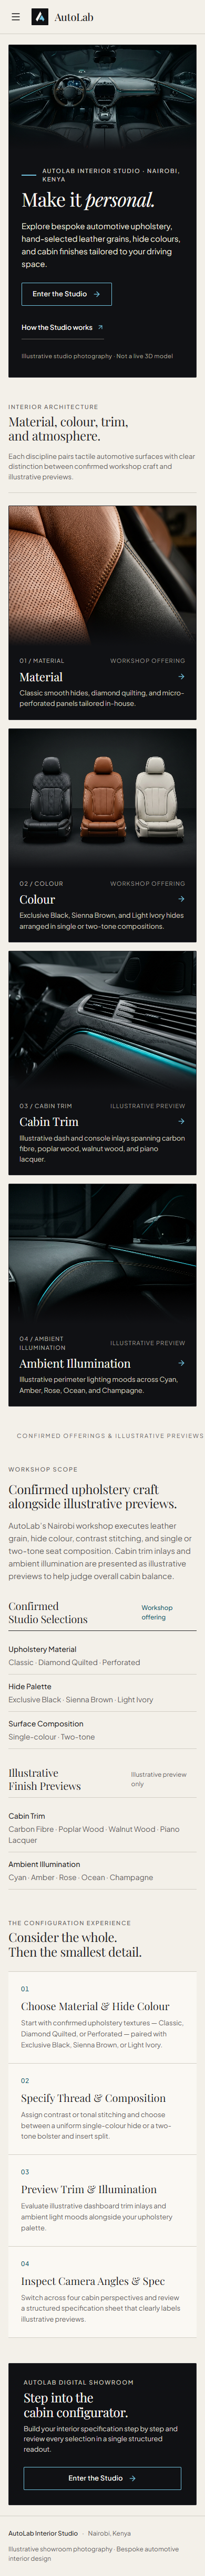 AutoLab
AUTOLAB INTERIOR STUDIO · NAIROBI,
KENYA
Make it personal.
Explore bespoke automotive upholstery,
hand-selected leather grains, hide colours,
and cabin finishes tailored to your driving
space.
Enter the Studio →
How the Studio works ↗
Illustrative studio photography · Not a live 3D model
INTERIOR ARCHITECTURE
Material, colour, trim,
and atmosphere.
Each discipline pairs tactile automotive surfaces with clear
distinction between confirmed workshop craft and
illustrative previews.
01 / MATERIAL WORKSHOP OFFERING
Material →
Classic smooth hides, diamond quilting, and micro-
perforated panels tailored in-house.
02 / COLOUR WORKSHOP OFFERING
Colour →
Exclusive Black, Sienna Brown, and Light Ivory hides
arranged in single or two-tone compositions.
03 / CABIN TRIM ILLUSTRATIVE PREVIEW
Cabin Trim →
Illustrative dash and console inlays spanning carbon
fibre, poplar wood, walnut wood, and piano
lacquer.
04 / AMBIENT
ILLUMINATION ILLUSTRATIVE PREVIEW
Ambient Illumination →
Illustrative perimeter lighting moods across Cyan,
Amber, Rose, Ocean, and Champagne.
CONFIRMED OFFERINGS & ILLUSTRATIVE PREVIEWS
WORKSHOP SCOPE
Confirmed upholstery craft
alongside illustrative previews.
AutoLab's Nairobi workshop executes leather
grain, hide colour, contrast stitching, and single or
two-tone seat composition. Cabin trim inlays and
ambient illumination are presented as illustrative
previews to help judge overall cabin balance.
Confirmed
Studio Selections
Workshop
offering
Upholstery Material
Classic · Diamond Quilted · Perforated
Hide Palette
Exclusive Black · Sienna Brown · Light Ivory
Surface Composition
Single-colour · Two-tone
Illustrative
Finish Previews
Illustrative preview
only
Cabin Trim
Carbon Fibre · Poplar Wood · Walnut Wood · Piano
Lacquer
Ambient Illumination
Cyan · Amber · Rose · Ocean · Champagne
THE CONFIGURATION EXPERIENCE
Consider the whole.
Then the smallest detail.
01
Choose Material & Hide Colour
Start with confirmed upholstery textures — Classic,
Diamond Quilted, or Perforated — paired with
Exclusive Black, Sienna Brown, or Light Ivory.
02
Specify Thread & Composition
Assign contrast or tonal stitching and choose
between a uniform single-colour hide or a two-
tone bolster and insert split.
03
Preview Trim & Illumination
Evaluate illustrative dashboard trim inlays and
ambient light moods alongside your upholstery
palette.
04
Inspect Camera Angles & Spec
Switch across four cabin perspectives and review
a structured specification sheet that clearly labels
illustrative previews.
AUTOLAB DIGITAL SHOWROOM
Step into the
cabin configurator.
Build your interior specification step by step and
review every selection in a single structured
readout.
Enter the Studio →
AutoLab Interior Studio · Nairobi, Kenya
Illustrative showroom photography · Bespoke automotive
interior design